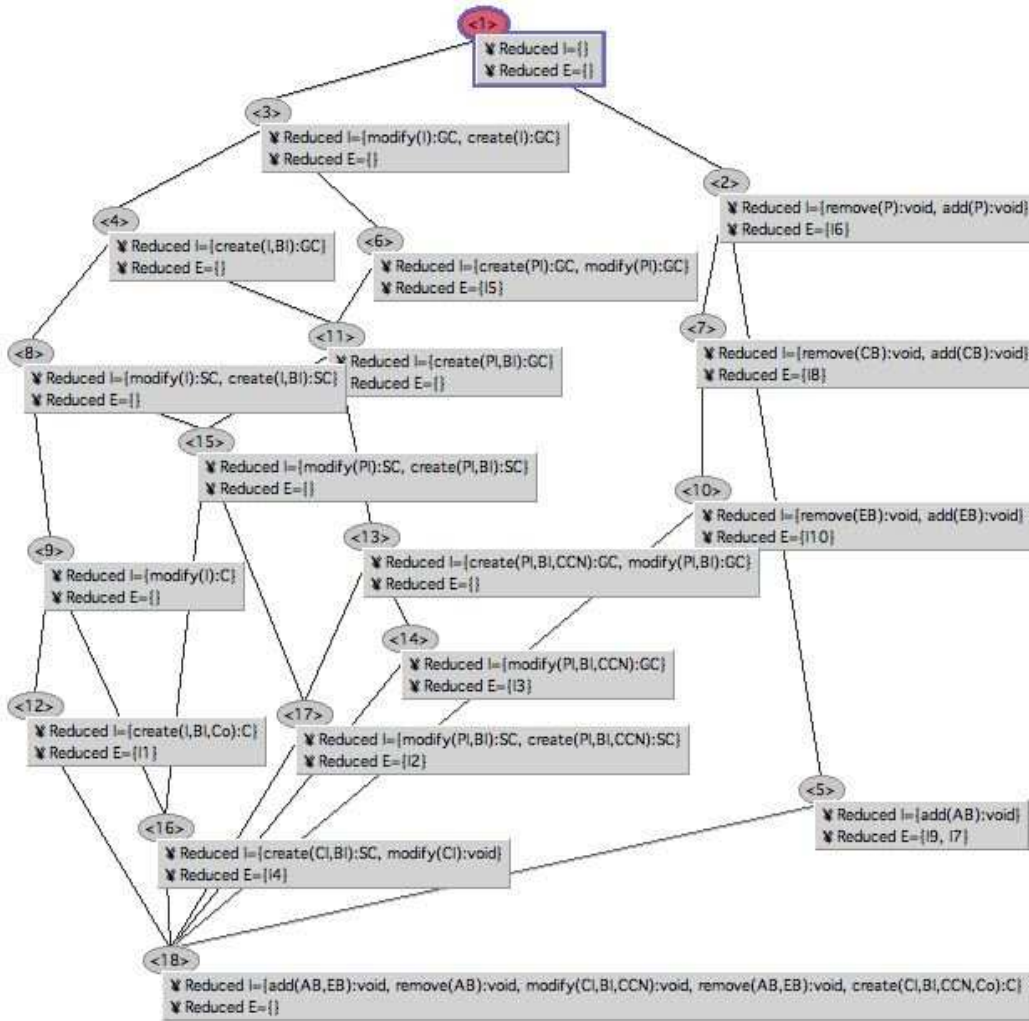 <1>
¥ Reduced I={}
¥ Reduced E={}
<3>
¥ Reduced I={modify(I):GC, create(I):GC}
¥ Reduced E={}
<2>
¥ Reduced I={remove(P):void, add(P):void}
¥ Reduced E={I6}
<4>
¥ Reduced I={create(I,BI):GC}
¥ Reduced E={}
<6>
¥ Reduced I={create(PI):GC, modify(PI):GC}
¥ Reduced E={I5}
<7>
¥ Reduced I={remove(CB):void, add(CB):void}
¥ Reduced E={I8}
<11>
¥ Reduced I={create(PI,BI):GC}
Reduced E={}
<8>
¥ Reduced I={modify(I):SC, create(I,BI):SC}
¥ Reduced E={}
<15>
¥ Reduced I={modify(PI):SC, create(PI,BI):SC}
¥ Reduced E={}
<10>
¥ Reduced I={remove(EB):void, add(EB):void}
¥ Reduced E={I10}
<13>
¥ Reduced I={create(PI,BI,CCN):GC, modify(PI,BI):GC}
¥ Reduced E={}
<9>
¥ Reduced I={modify(I):C}
¥ Reduced E={}
<14>
¥ Reduced I={modify(PI,BI,CCN):GC}
¥ Reduced E={I3}
<12>
¥ Reduced I={create(I,BI,Co):C}
¥ Reduced E={I1}
<17>
¥ Reduced I={modify(PI,BI):SC, create(PI,BI,CCN):SC}
¥ Reduced E={I2}
<5>
¥ Reduced I={add(AB):void}
¥ Reduced E={I9, I7}
<16>
¥ Reduced I={create(CI,BI):SC, modify(CI):void}
¥ Reduced E={I4}
<18>
¥ Reduced I={add(AB,EB):void, remove(AB):void, modify(CI,BI,CCN):void, remove(AB,EB):void, create(CI,BI,CCN,Co):C}
¥ Reduced E={}